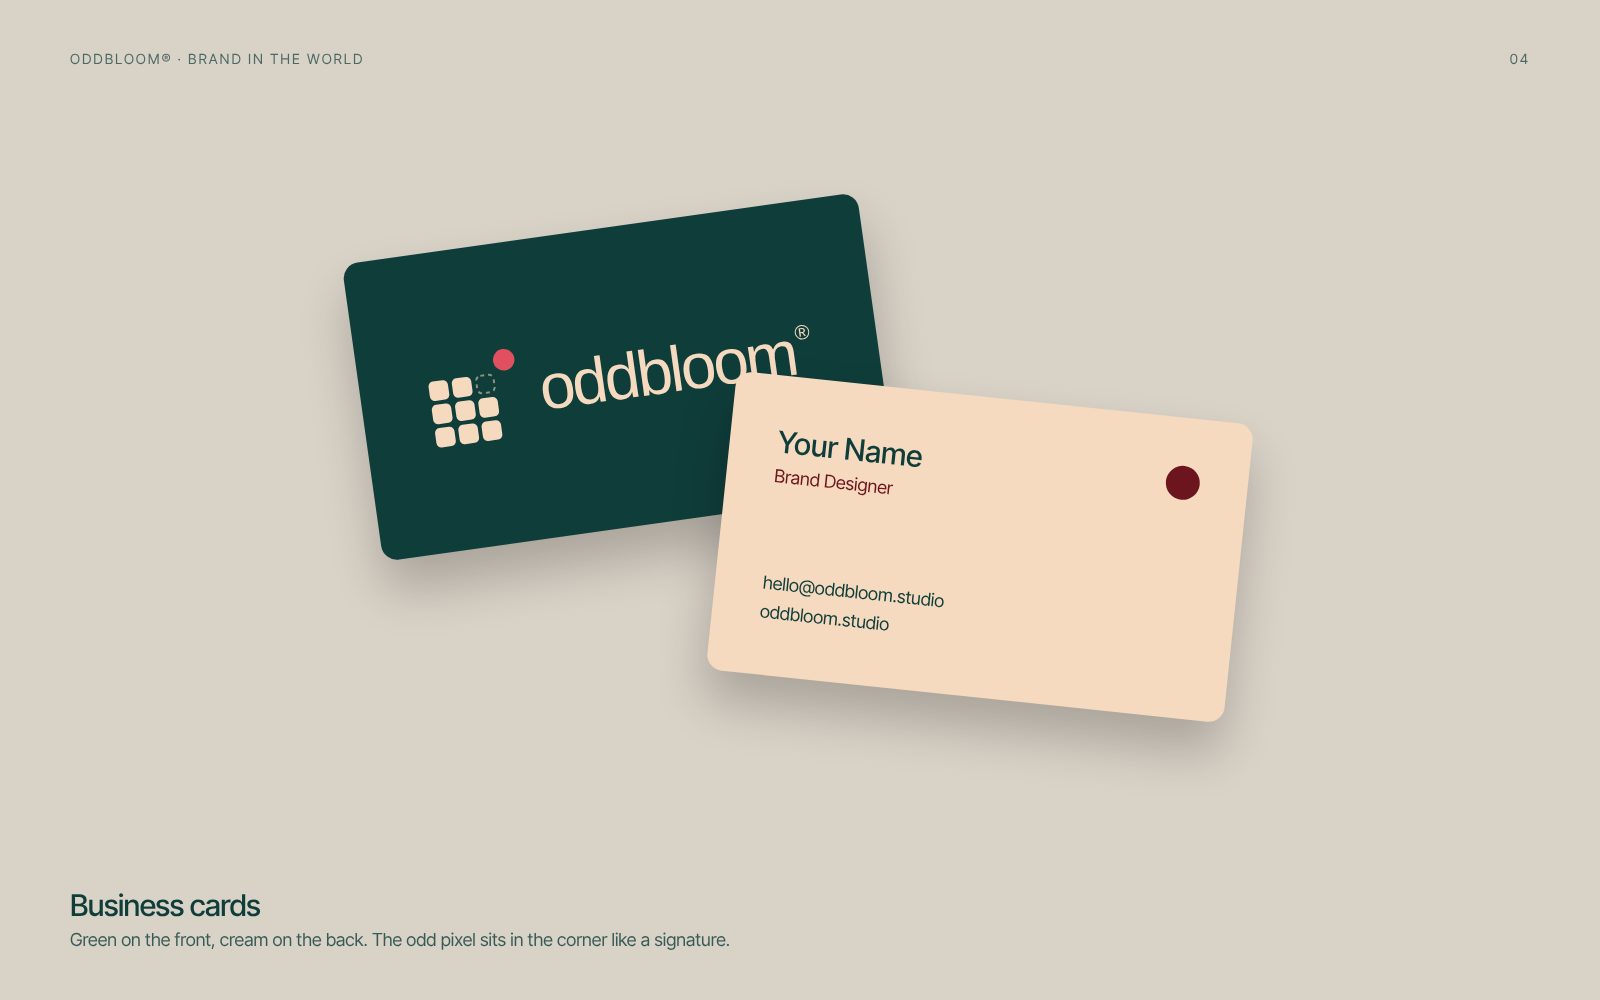 ODDBLOOM® · BRAND IN THE WORLD
04
oddbloom®
Your Name
Brand Designer
hello@oddbloom.studio
oddbloom.studio
Business cards
Green on the front, cream on the back. The odd pixel sits in the corner like a signature.